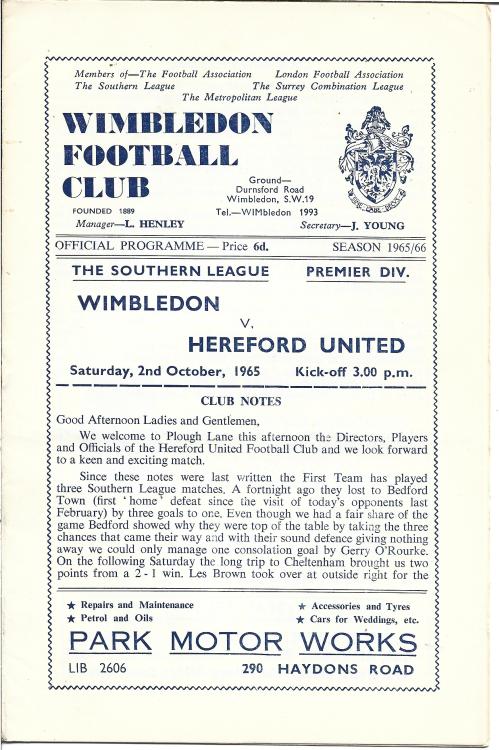 Members of—The Football Association London Football Association
The Southern League The Surrey Combination League
The Metropolitan League
WIMBLEDON
FOOTBALL
CLUB
Ground—
Durnsford Road
Wimbledon, S.W.19
FOUNDED 1889
Tel.—WIMbledon 1993
Manager—L. HENLEY Secretary—J. YOUNG
OFFICIAL PROGRAMME — Price 6d. SEASON 1965/66
THE SOUTHERN LEAGUE PREMIER DIV.
WIMBLEDON
V.
HEREFORD UNITED
Saturday, 2nd October, 1965 Kick-off 3.00 p.m.
CLUB NOTES
Good Afternoon Ladies and Gentlemen,
We welcome to Plough Lane this afternoon the Directors, Players
and Officials of the Hereford United Football Club and we look forward
to a keen and exciting match.
Since these notes were last written the First Team has played
three Southern League matches. A fortnight ago they lost to Bedford
Town (first 'home' defeat since the visit of today's opponents last
February) by three goals to one. Even though we had a fair share of the
game Bedford showed why they were top of the table by taking the three
chances that came their way and with their sound defence giving nothing
away we could only manage one consolation goal by Gerry O'Rourke.
On the following Saturday the long trip to Cheltenham brought us two
points from a 2 - 1 win. Les Brown took over at outside right for the
★ Repairs and Maintenance ★ Accessories and Tyres
★ Petrol and Oils ★ Cars for Weddings, etc.
PARK MOTOR WORKS
LIB 2606 290 HAYDONS ROAD